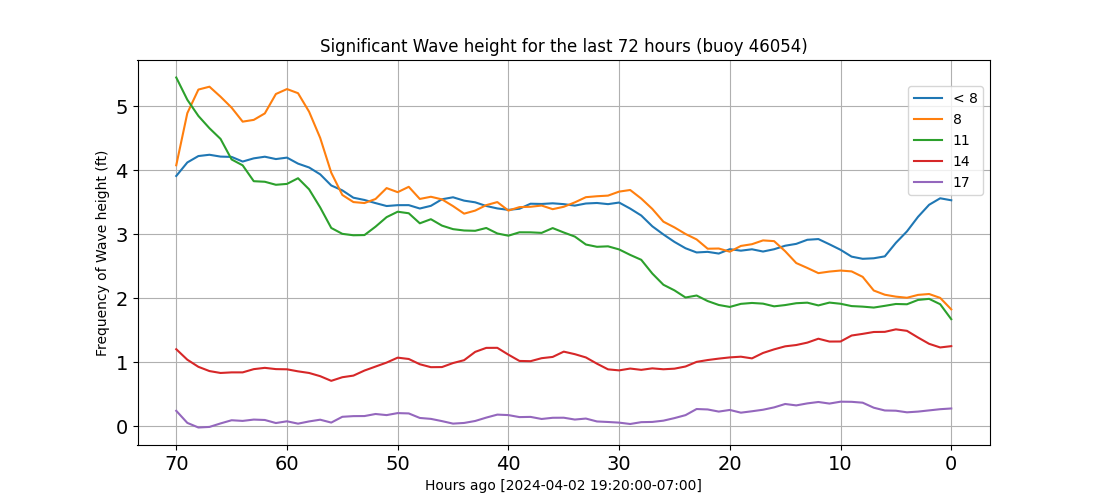 Significant Wave height for the last 72 hours (buoy 46054)
Frequency of Wave height (ft)
5
4
3
2
1
0
< 8
8
11
14
17
70 60 50 40 30 20 10 0
Hours ago [2024-04-02 19:20:00-07:00]